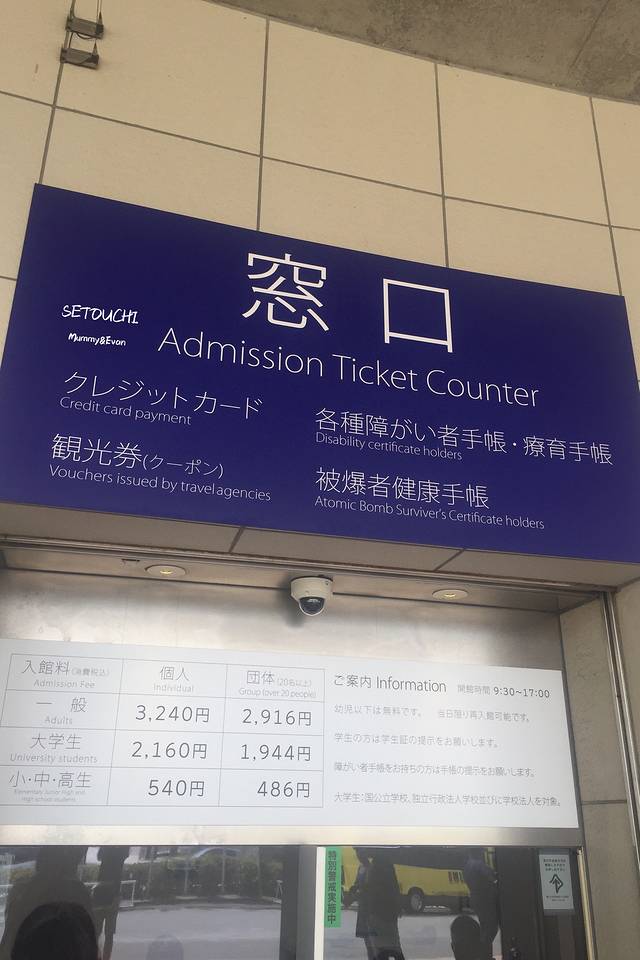 窓口
SETOUCHI
Mummy&Evan
Admission Ticket Counter
クレジットカード
Credit card payment
観光券(クーポン)
Vouchers issued by travel agencies
各種障がい者手帳・療育手帳
Disability certificate holders
被爆者健康手帳
Atomic Bomb Surviver's Certificate holders
入館料(消費税込) 個人 団体(20名以上)
Admission Fee Individual Group (over 20 people)
一般 3,240円 2,916円
Adults
大学生 2,160円 1,944円
University students
小・中・高生 540円 486円
Elementary Junior High and
High school students
ご案内 Information 開館時間 9:30~17:00
幼児以下は無料です。 当日限り再入館可能です。
学生の方は学生証の提示をお願いします。
障がい者手帳をお持ちの方は手帳の提示をお願いします。
大学生:国公立学校、独立行政法人学校並びに学校法人を対象。
特別警戒実施中